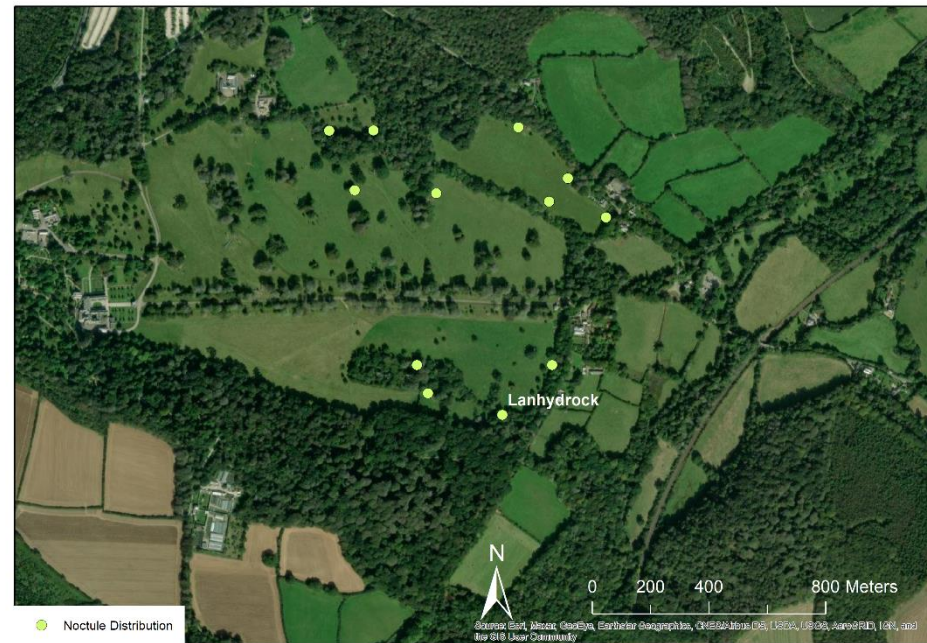 Lanhydrock
N
0 200 400 800 Meters
Source: Esri, Maxar, GeoEye, Earthstar Geographics, CNES/Airbus DS, USDA, USGS, AeroGRID, IGN, and
the GIS User Community
Noctule Distribution